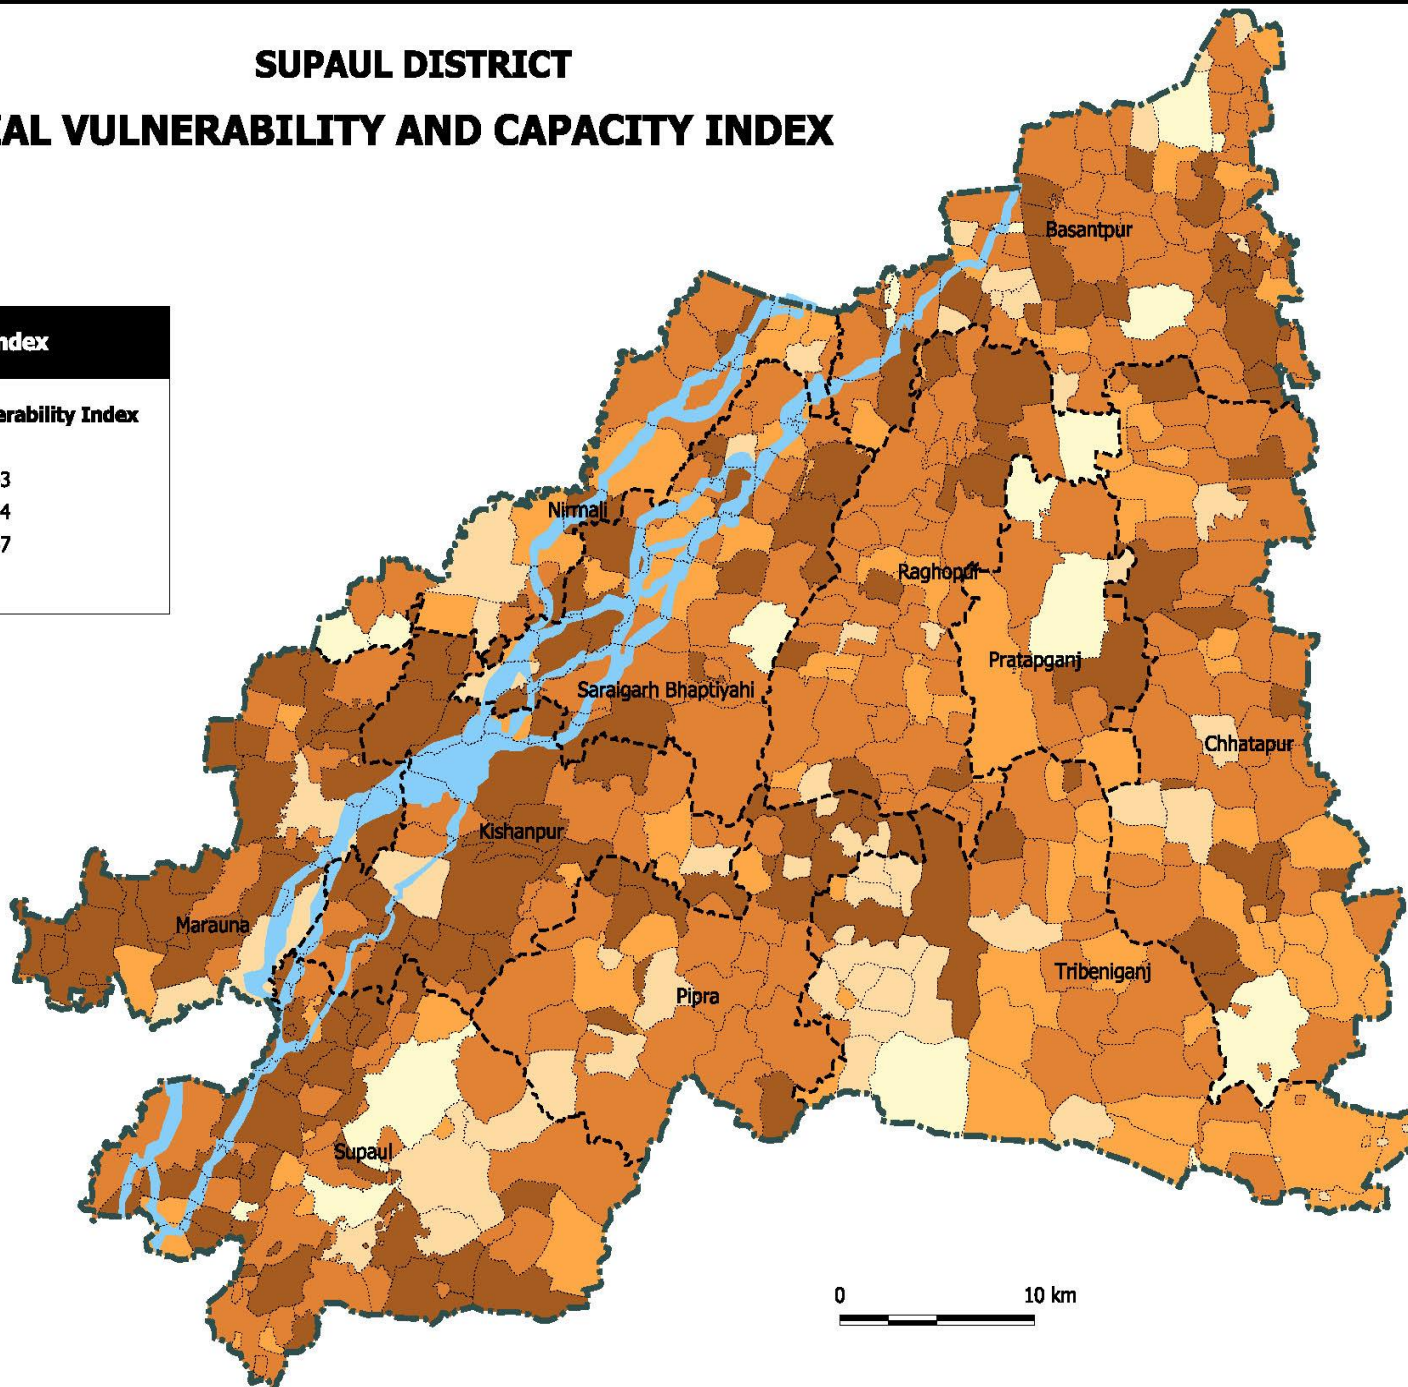 SUPAUL DISTRICT
IAL VULNERABILITY AND CAPACITY INDEX
ndex
erability Index
3
4
7
Basantpur
Nirmali
Raghopur
Pratapganj
Saraigarh Bhaptiyahi
Chhatapur
Kishanpur
Marauna
Tribeniganj
Pipra
Supaul
0 10 km